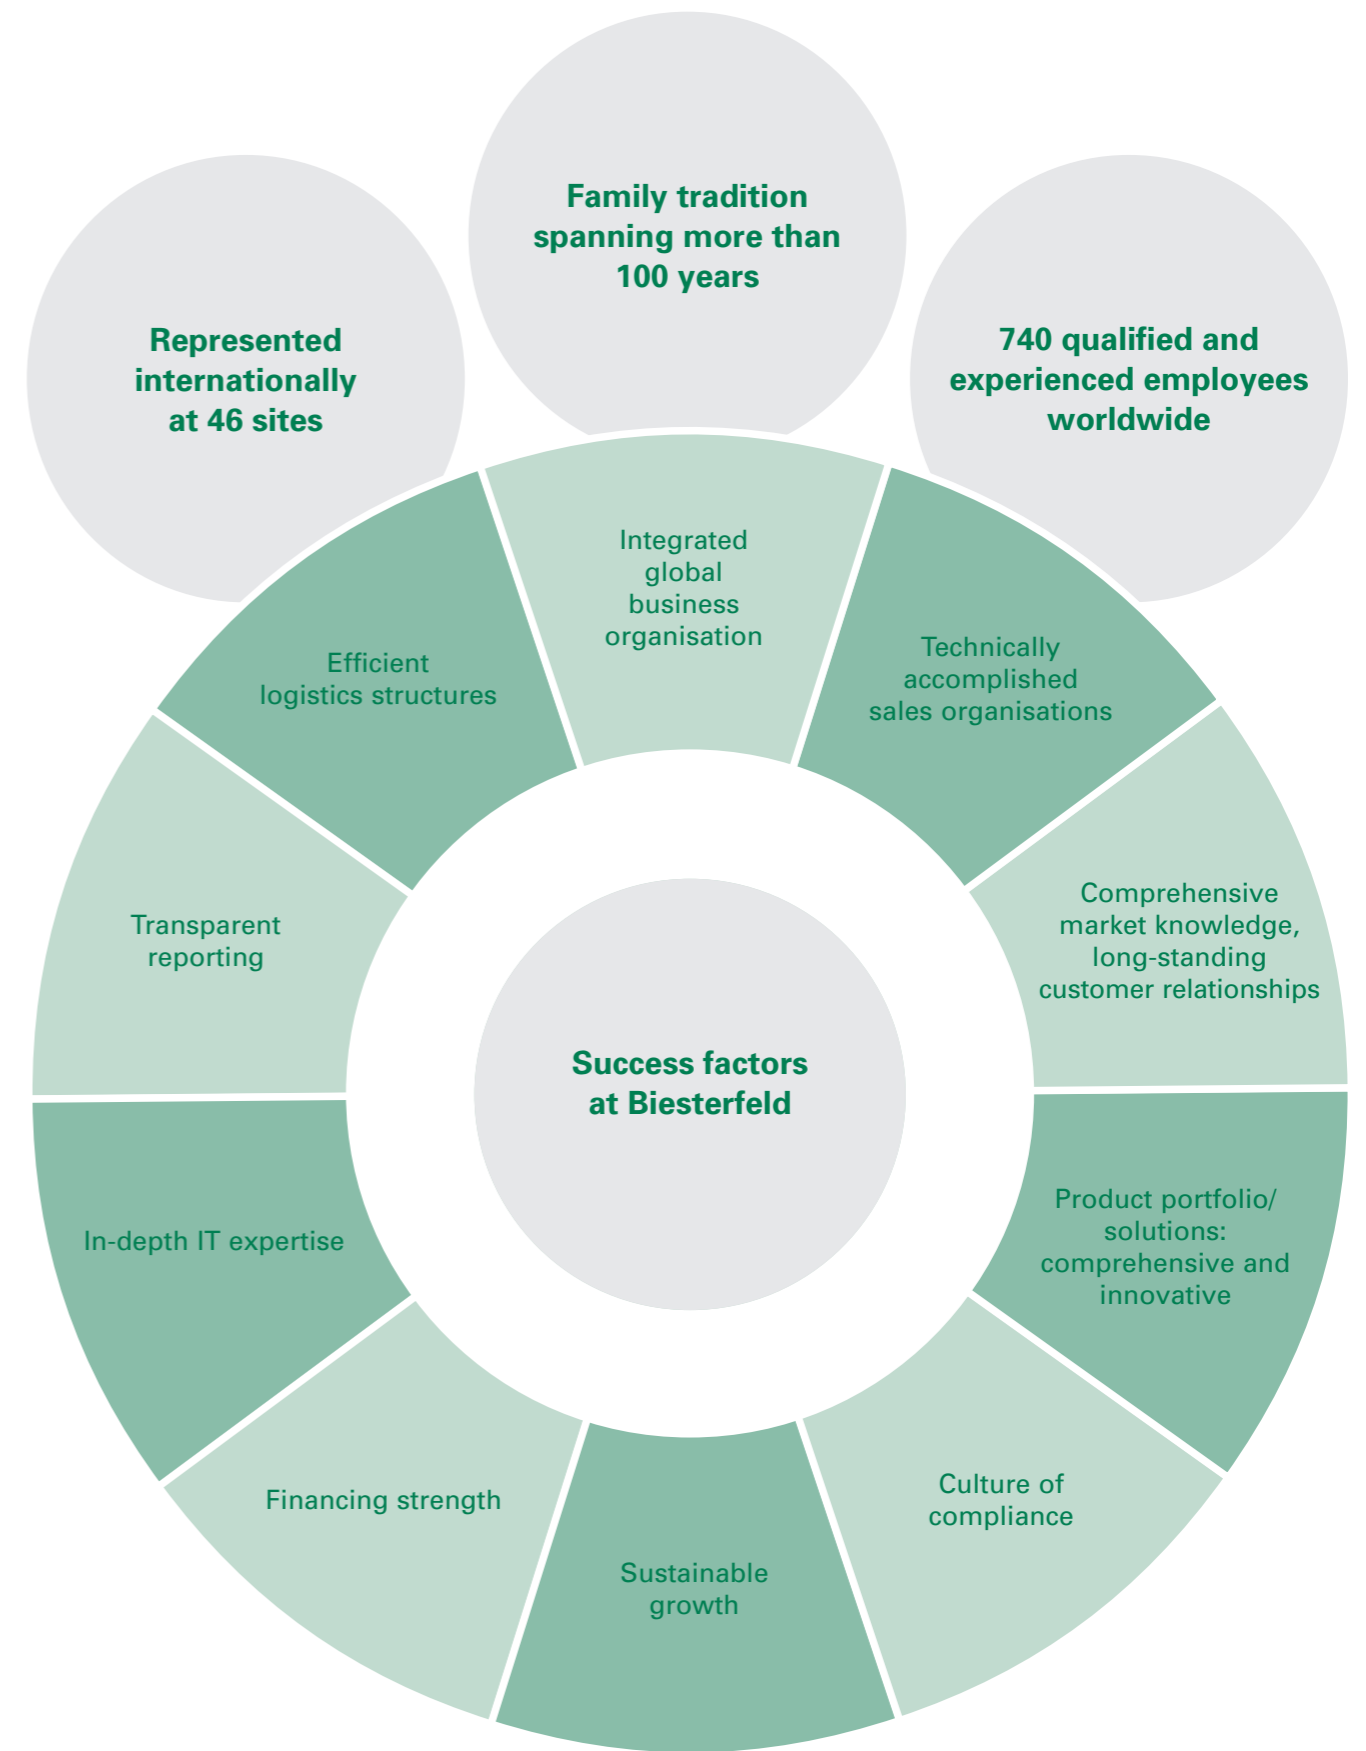 Family tradition
spanning more than
100 years
Represented
internationally
at 46 sites
740 qualified and
experienced employees
worldwide
Integrated
global
business
organisation
Technically
accomplished
sales organisations
Comprehensive
market knowledge,
long-standing
customer relationships
Product portfolio/
solutions:
comprehensive and
innovative
Culture of
compliance
Sustainable
growth
Financing strength
In-depth IT expertise
Transparent
reporting
Efficient
logistics structures
Success factors
at Biesterfeld